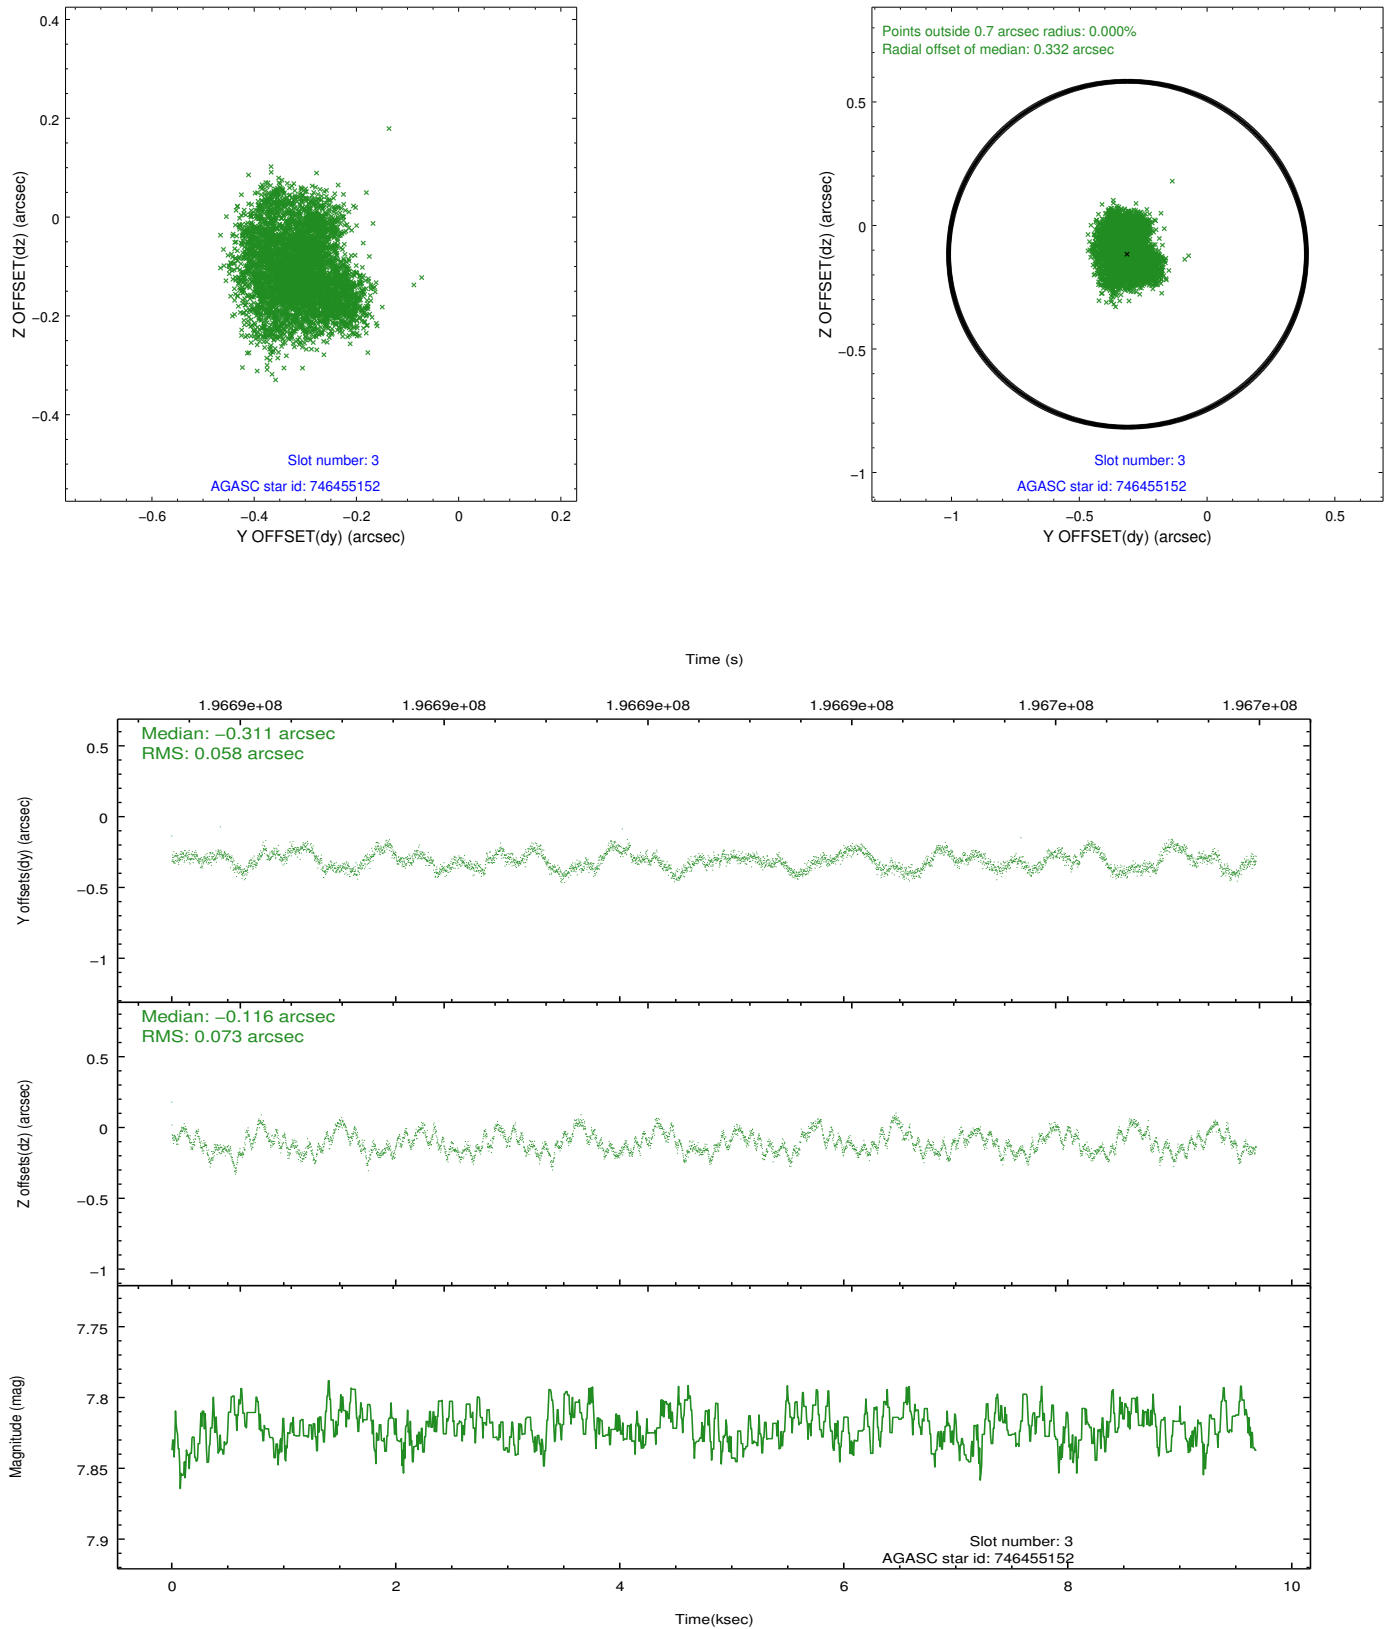 0.4
0.2
0
−0.2
−0.4
Z OFFSET(dz) (arcsec)
−0.6
−0.4
−0.2
0
0.2
Y OFFSET(dy) (arcsec)
Slot number: 3
AGASC star id: 746455152
Points outside 0.7 arcsec radius: 0.000%
Radial offset of median: 0.332 arcsec
0.5
0
−0.5
−1
Z OFFSET(dz) (arcsec)
Slot number: 3
AGASC star id: 746455152
−1
−0.5
0
0.5
Y OFFSET(dy) (arcsec)
Time (s)
1.9669e+08
1.9669e+08
1.9669e+08
1.9669e+08
1.967e+08
1.967e+08
Median: −0.311 arcsec
RMS: 0.058 arcsec
0.5
0
−0.5
−1
Y offsets(dy) (arcsec)
Median: −0.116 arcsec
RMS: 0.073 arcsec
0.5
0
−0.5
−1
Z offsets(dz) (arcsec)
7.75
7.8
7.85
7.9
Magnitude (mag)
Slot number: 3
AGASC star id: 746455152
0
2
4
6
8
10
Time(ksec)